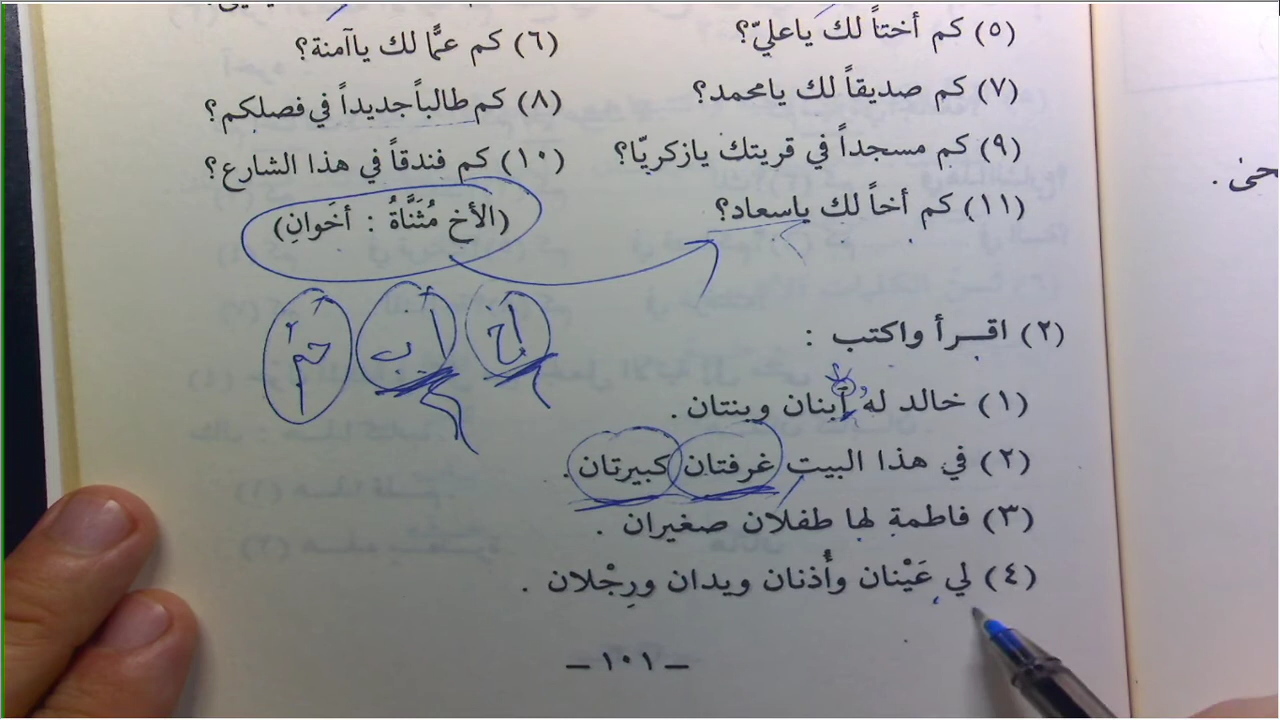 (٥) كم أختاً لك ياعليّ؟ (٦) كم عمًّا لك ياآمنة؟
(٧) كم صديقاً لك يامحمد؟ (٨) كم طالباً جديداً في فصلكم؟
(٩) كم مسجداً في قريتك يازكريّا؟ (١٠) كم فندقاً في هذا الشارع؟
(١١) كم أخاً لك ياسعاد؟ (الأخ مُثَنَّاةُ : أخَوانِ)
أخ أب حم
(٢) اقـرأ واكتب :
(١) خالد له ابنان وبنتان .
(٢) في هذا البيت غرفتان كبيرتان .
(٣) فاطمة لها طفلان صغيران .
(٤) لي عَيْنان وأُذنان ويدان ورِجْلان .
— ١٠١ —